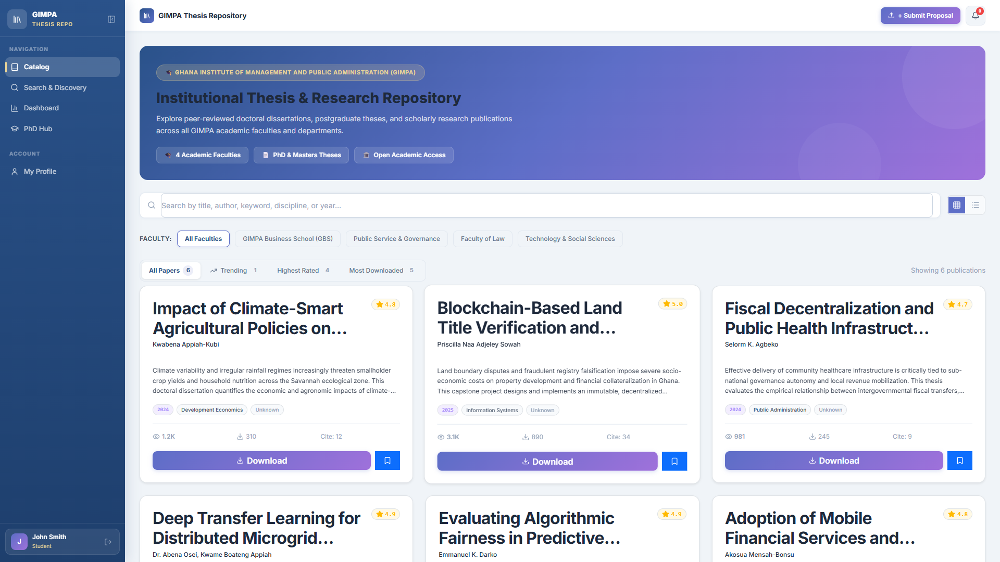 GIMPA
THESIS REPO
NAVIGATION
Catalog
Search & Discovery
Dashboard
PhD Hub
ACCOUNT
My Profile
J
John Smith
Student
GIMPA Thesis Repository
+ Submit Proposal
9
GHANA INSTITUTE OF MANAGEMENT AND PUBLIC ADMINISTRATION (GIMPA)
Institutional Thesis & Research Repository
Explore peer-reviewed doctoral dissertations, postgraduate theses, and scholarly research publications
across all GIMPA academic faculties and departments.
4 Academic Faculties
PhD & Masters Theses
Open Academic Access
Search by title, author, keyword, discipline, or year...
FACULTY:
All Faculties
GIMPA Business School (GBS)
Public Service & Governance
Faculty of Law
Technology & Social Sciences
All Papers 6
Trending 1
Highest Rated 4
Most Downloaded 5
Showing 6 publications
Impact of Climate-Smart
Agricultural Policies on...
4.8
Kwabena Appiah-Kubi
Climate variability and irregular rainfall regimes increasingly threaten smallholder
crop yields and household nutrition across the Savannah ecological zone. This
doctoral dissertation quantifies the economic and agronomic impacts of climate-...
2024
Development Economics
Unknown
1.2K
310
Cite: 12
Download
Blockchain-Based Land
Title Verification and...
5.0
Priscilla Naa Adjeley Sowah
Land boundary disputes and fraudulent registry falsification impose severe socio-
economic costs on property development and financial collateralization in Ghana.
This capstone project designs and implements an immutable, decentralized...
2025
Information Systems
Unknown
3.1K
890
Cite: 34
Download
Fiscal Decentralization and
Public Health Infrastruct...
4.7
Selorm K. Agbeko
Effective delivery of community healthcare infrastructure is critically tied to sub-
national governance autonomy and local revenue mobilization. This thesis
evaluates the empirical relationship between intergovernmental fiscal transfers,...
2024
Public Administration
Unknown
981
245
Cite: 9
Download
Deep Transfer Learning for
Distributed Microgrid...
4.9
Dr. Abena Osei, Kwame Boateng Appiah
Evaluating Algorithmic
Fairness in Predictive...
4.9
Emmanuel K. Darko
Adoption of Mobile
Financial Services and...
4.8
Akosua Mensah-Bonsu